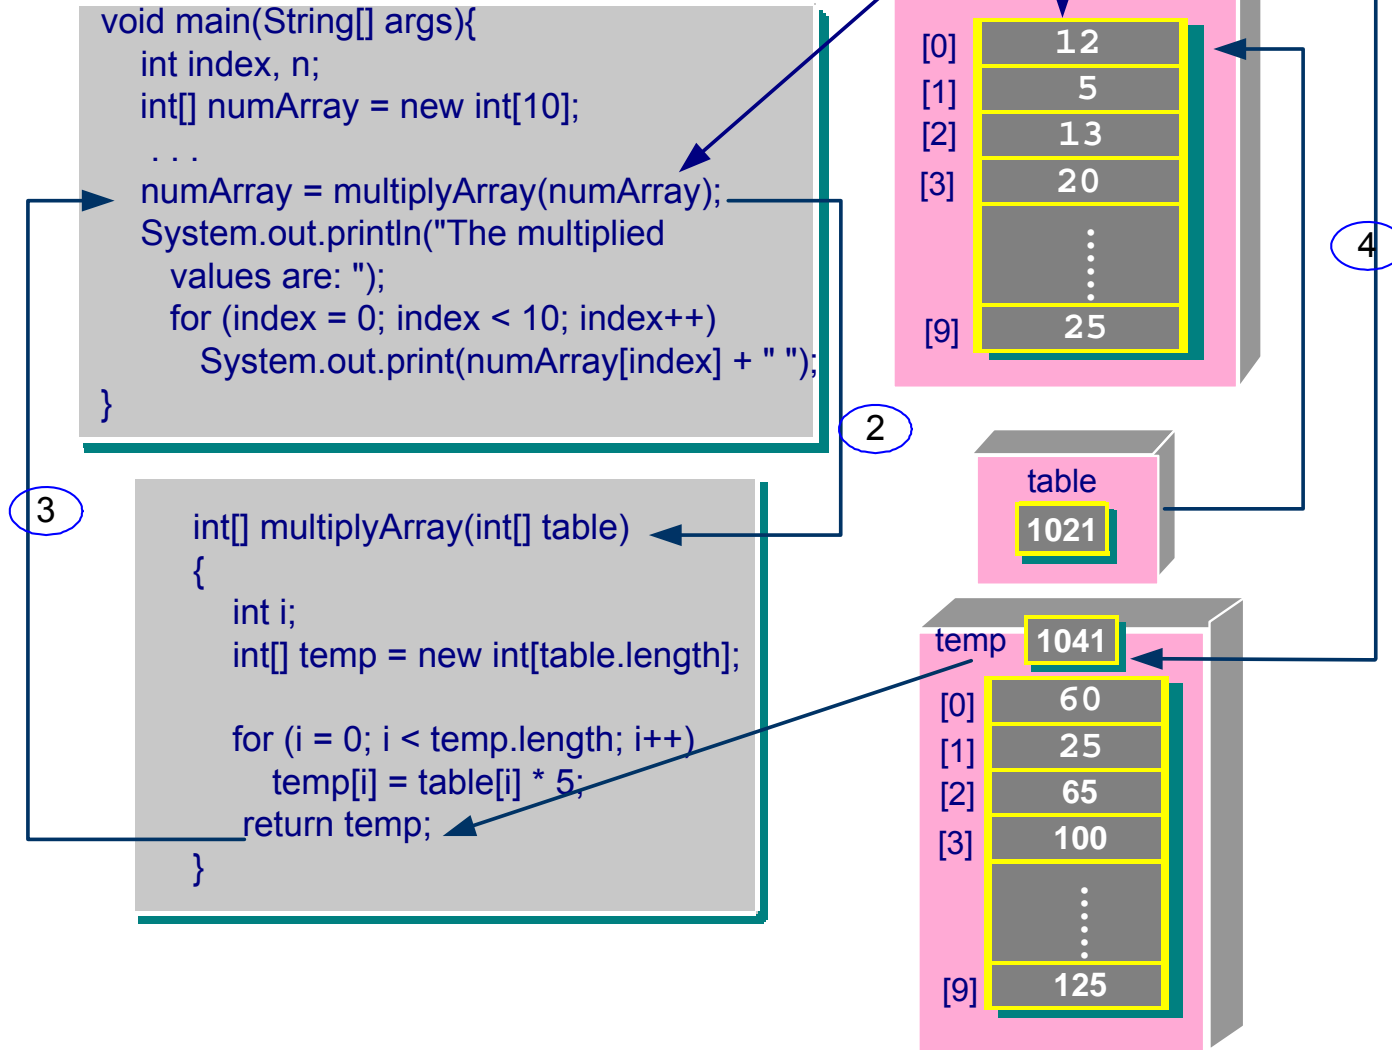 void main(String[] args){
int index, n;
int[] numArray = new int[10];
. . .
numArray = multiplyArray(numArray);
System.out.println("The multiplied
values are: ");
for (index = 0; index < 10; index++)
System.out.print(numArray[index] + " ");
}
[0] 12
[1] 5
[2] 13
[3] 20
[9] 25
4
2
3
table
1021
int[] multiplyArray(int[] table)
{
int i;
int[] temp = new int[table.length];
for (i = 0; i < temp.length; i++)
temp[i] = table[i] * 5;
return temp;
}
temp 1041
[0] 60
[1] 25
[2] 65
[3] 100
[9] 125